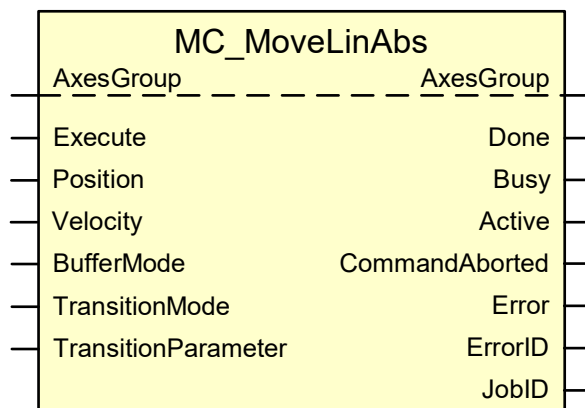 MC_MoveLinAbs
AxesGroup AxesGroup
Execute Done
Position Busy
Velocity Active
BufferMode CommandAborted
TransitionMode Error
TransitionParameter ErrorID
JobID